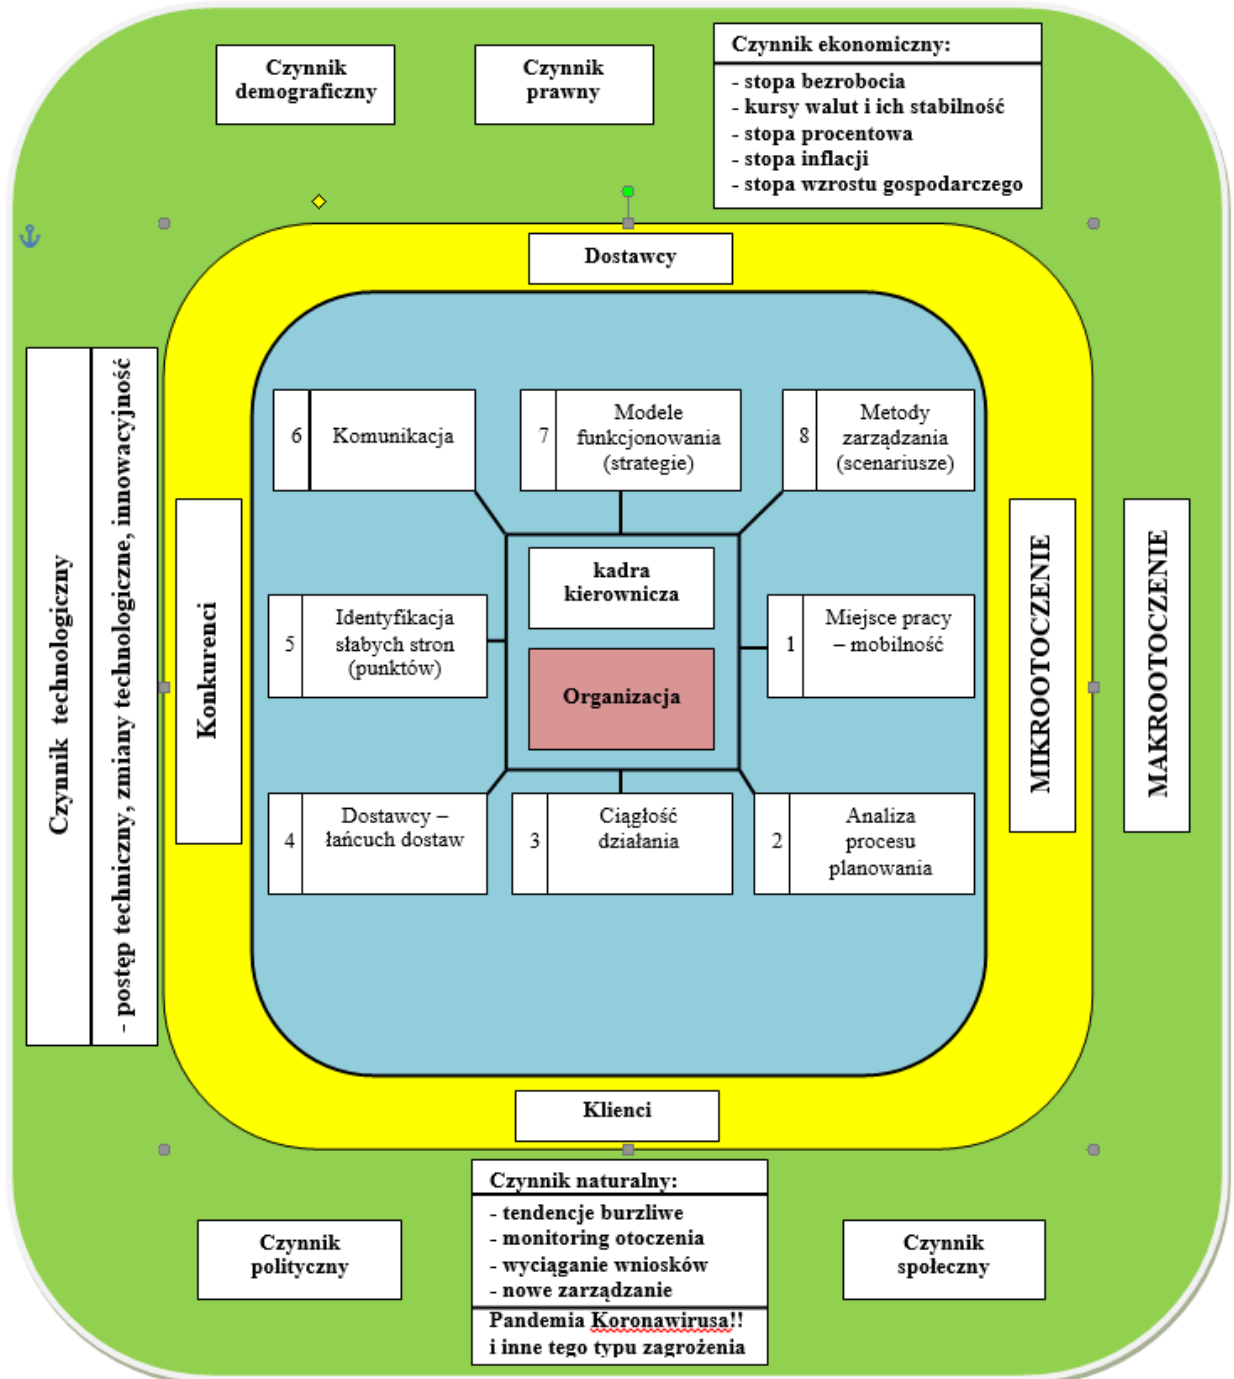 Czynnik
demograficzny
Czynnik
prawny
Czynnik ekonomiczny:
- stopa bezrobocia
- kursy walut i ich stabilność
- stopa procentowa
- stopa inflacji
- stopa wzrostu gospodarczego
Dostawcy
Czynnik technologiczny
- postęp techniczny, zmiany technologiczne, innowacyjność
Konkurenci
6
Komunikacja
7
Modele
funkcjonowania
(strategie)
8
Metody
zarządzania
(scenariusze)
kadra
kierownicza
Organizacja
5
Identyfikacja
słabych stron
(punktów)
1
Miejsce pracy
– mobilność
4
Dostawcy –
łańcuch dostaw
3
Ciągłość
działania
2
Analiza
procesu
planowania
MIKROOTOCZENIE
MAKROOTOCZENIE
Klienci
Czynnik
polityczny
Czynnik naturalny:
- tendencje burzliwe
- monitoring otoczenia
- wyciąganie wniosków
- nowe zarządzanie
Pandemia Koronawirusa!!
i inne tego typu zagrożenia
Czynnik
społeczny